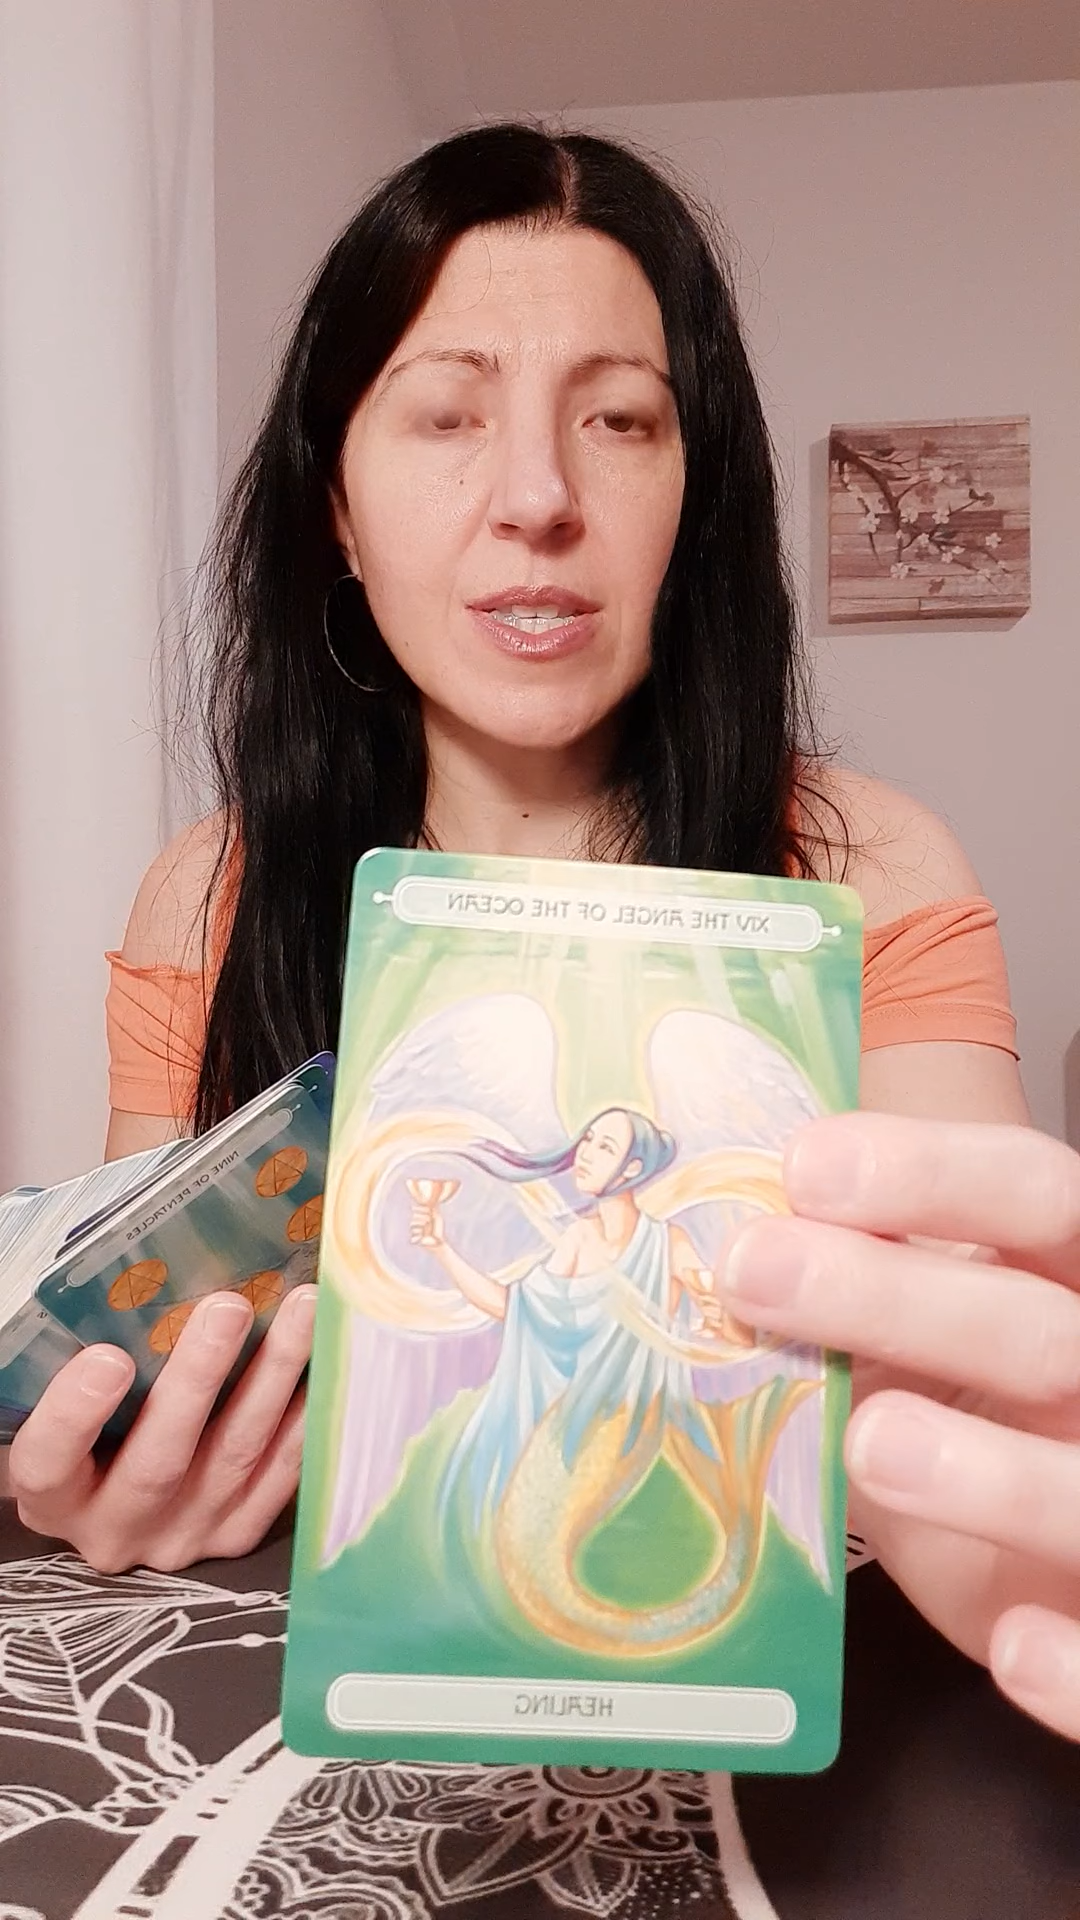 XIV THE ANGEL OF THE OCEAN
NINE OF PENTACLES
HEALING